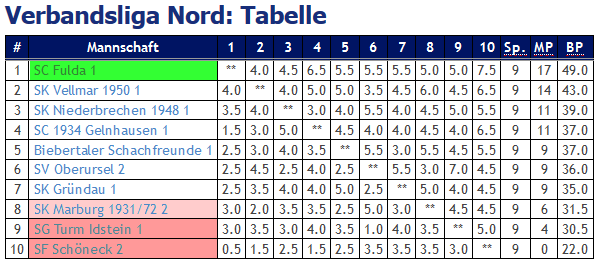 Verbandsliga Nord: Tabelle
# Mannschaft 1 2 3 4 5 6 7 8 9 10 Sp. MP BP
1 SC Fulda 1 ** 4.0 4.5 6.5 5.5 5.5 5.5 5.0 5.0 7.5 9 17 49.0
2 SK Vellmar 1950 1 4.0 ** 4.0 5.0 5.0 3.5 4.5 6.0 4.5 6.5 9 14 43.0
3 SK Niederbrechen 1948 1 3.5 4.0 ** 3.0 4.0 5.5 4.0 4.5 5.0 5.5 9 11 39.0
4 SC 1934 Gelnhausen 1 1.5 3.0 5.0 ** 4.5 4.0 4.0 4.5 4.0 6.5 9 11 37.0
5 Biebertaler Schachfreunde 1 2.5 3.0 4.0 3.5 ** 5.5 3.0 5.5 4.5 5.5 9 9 37.0
6 SV Oberursel 2 2.5 4.5 2.5 4.0 2.5 ** 5.5 3.0 7.0 4.5 9 9 36.0
7 SK Gründau 1 2.5 3.5 4.0 4.0 5.0 2.5 ** 5.0 4.0 4.5 9 9 35.0
8 SK Marburg 1931/72 2 3.0 2.0 3.5 3.5 2.5 5.0 3.0 ** 4.5 4.5 9 6 31.5
9 SG Turm Idstein 1 3.0 3.5 3.0 4.0 3.5 1.0 4.0 3.5 ** 5.0 9 4 30.5
10 SF Schöneck 2 0.5 1.5 2.5 1.5 2.5 3.5 3.5 3.5 3.0 ** 9 0 22.0